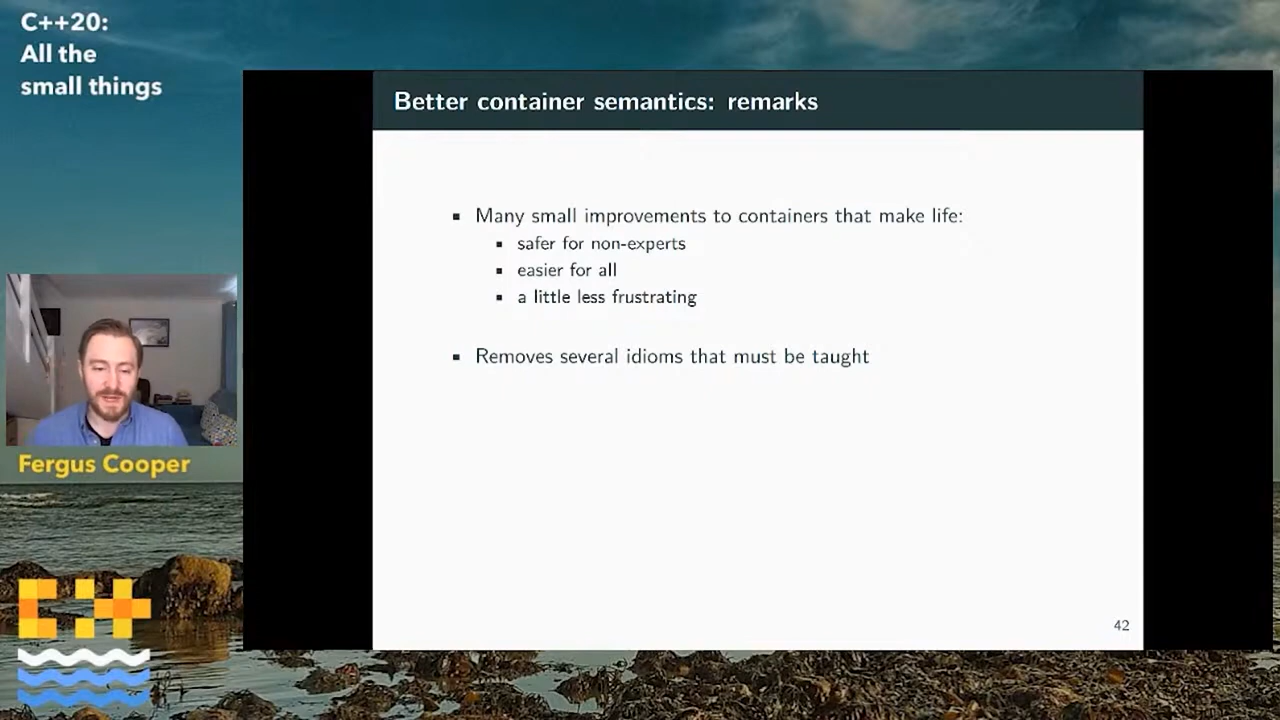 C++20:
All the
small things
Better container semantics: remarks
Many small improvements to containers that make life:
safer for non-experts
easier for all
a little less frustrating
Removes several idioms that must be taught
Fergus Cooper
42